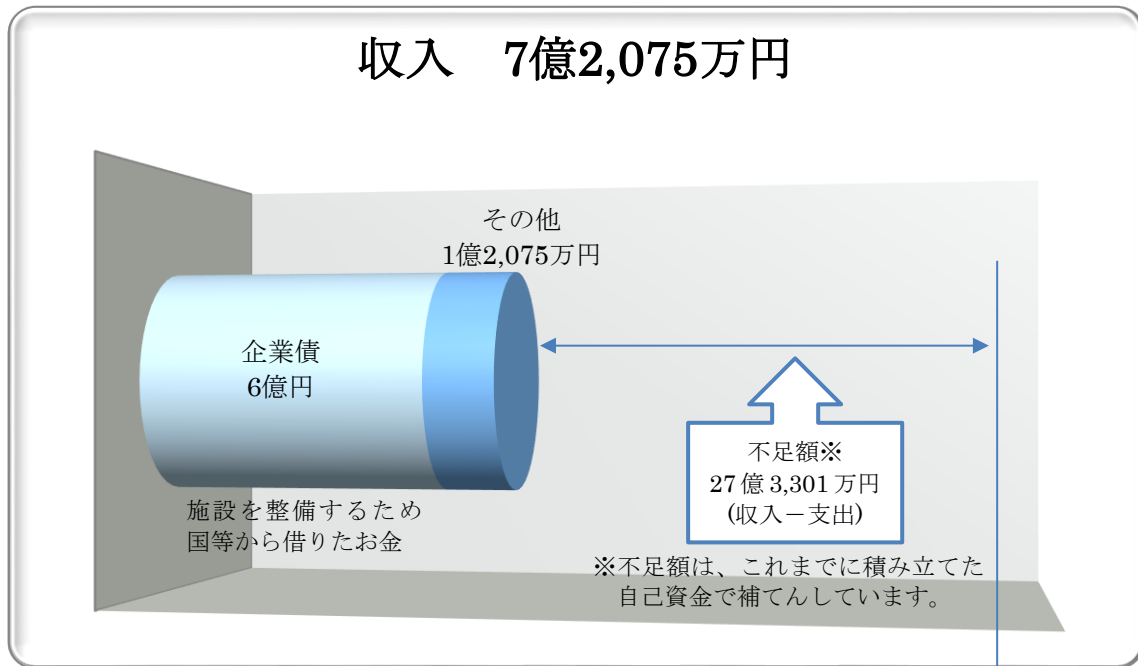 収入　7億2,075万円
その他
1億2,075万円
企業債
6億円
施設を整備するため
国等から借りたお金
不足額※
27億3,301万円
(収入－支出)
※不足額は、これまでに積み立てた
自己資金で補てんしています。